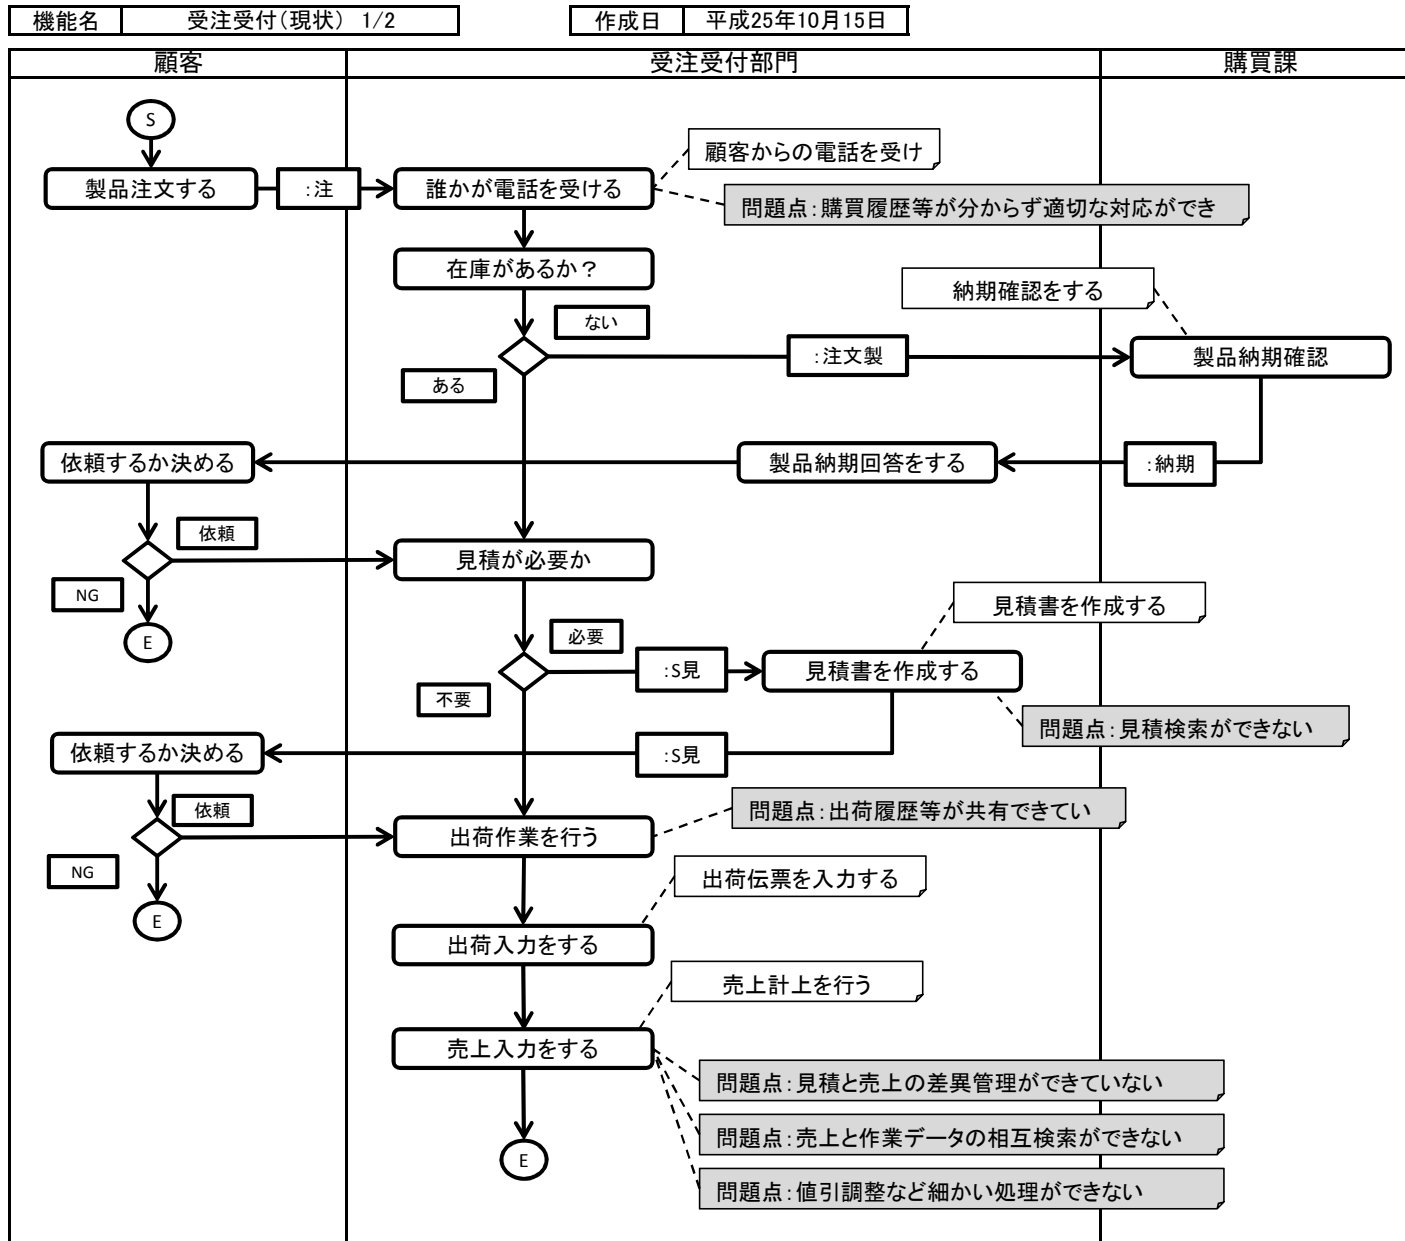 機能名 受注受付(現状) 1/2 作成日 平成25年10月15日
顧客 受注受付部門 購買課
S
顧客からの電話を受け
製品注文する :注 誰かが電話を受ける
問題点:購買履歴等が分からず適切な対応ができ
在庫があるか?
納期確認をする
ない
:注文製 製品納期確認
ある
依頼するか決める 製品納期回答をする :納期
依頼
見積が必要か
NG
見積書を作成する
E
必要
:S見 見積書を作成する
不要
問題点:見積検索ができない
依頼するか決める :S見
依頼
問題点:出荷履歴等が共有できてい
出荷作業を行う
NG
出荷伝票を入力する
E
出荷入力をする
売上計上を行う
売上入力をする
問題点:見積と売上の差異管理ができていない
問題点:売上と作業データの相互検索ができない
E
問題点:値引調整など細かい処理ができない